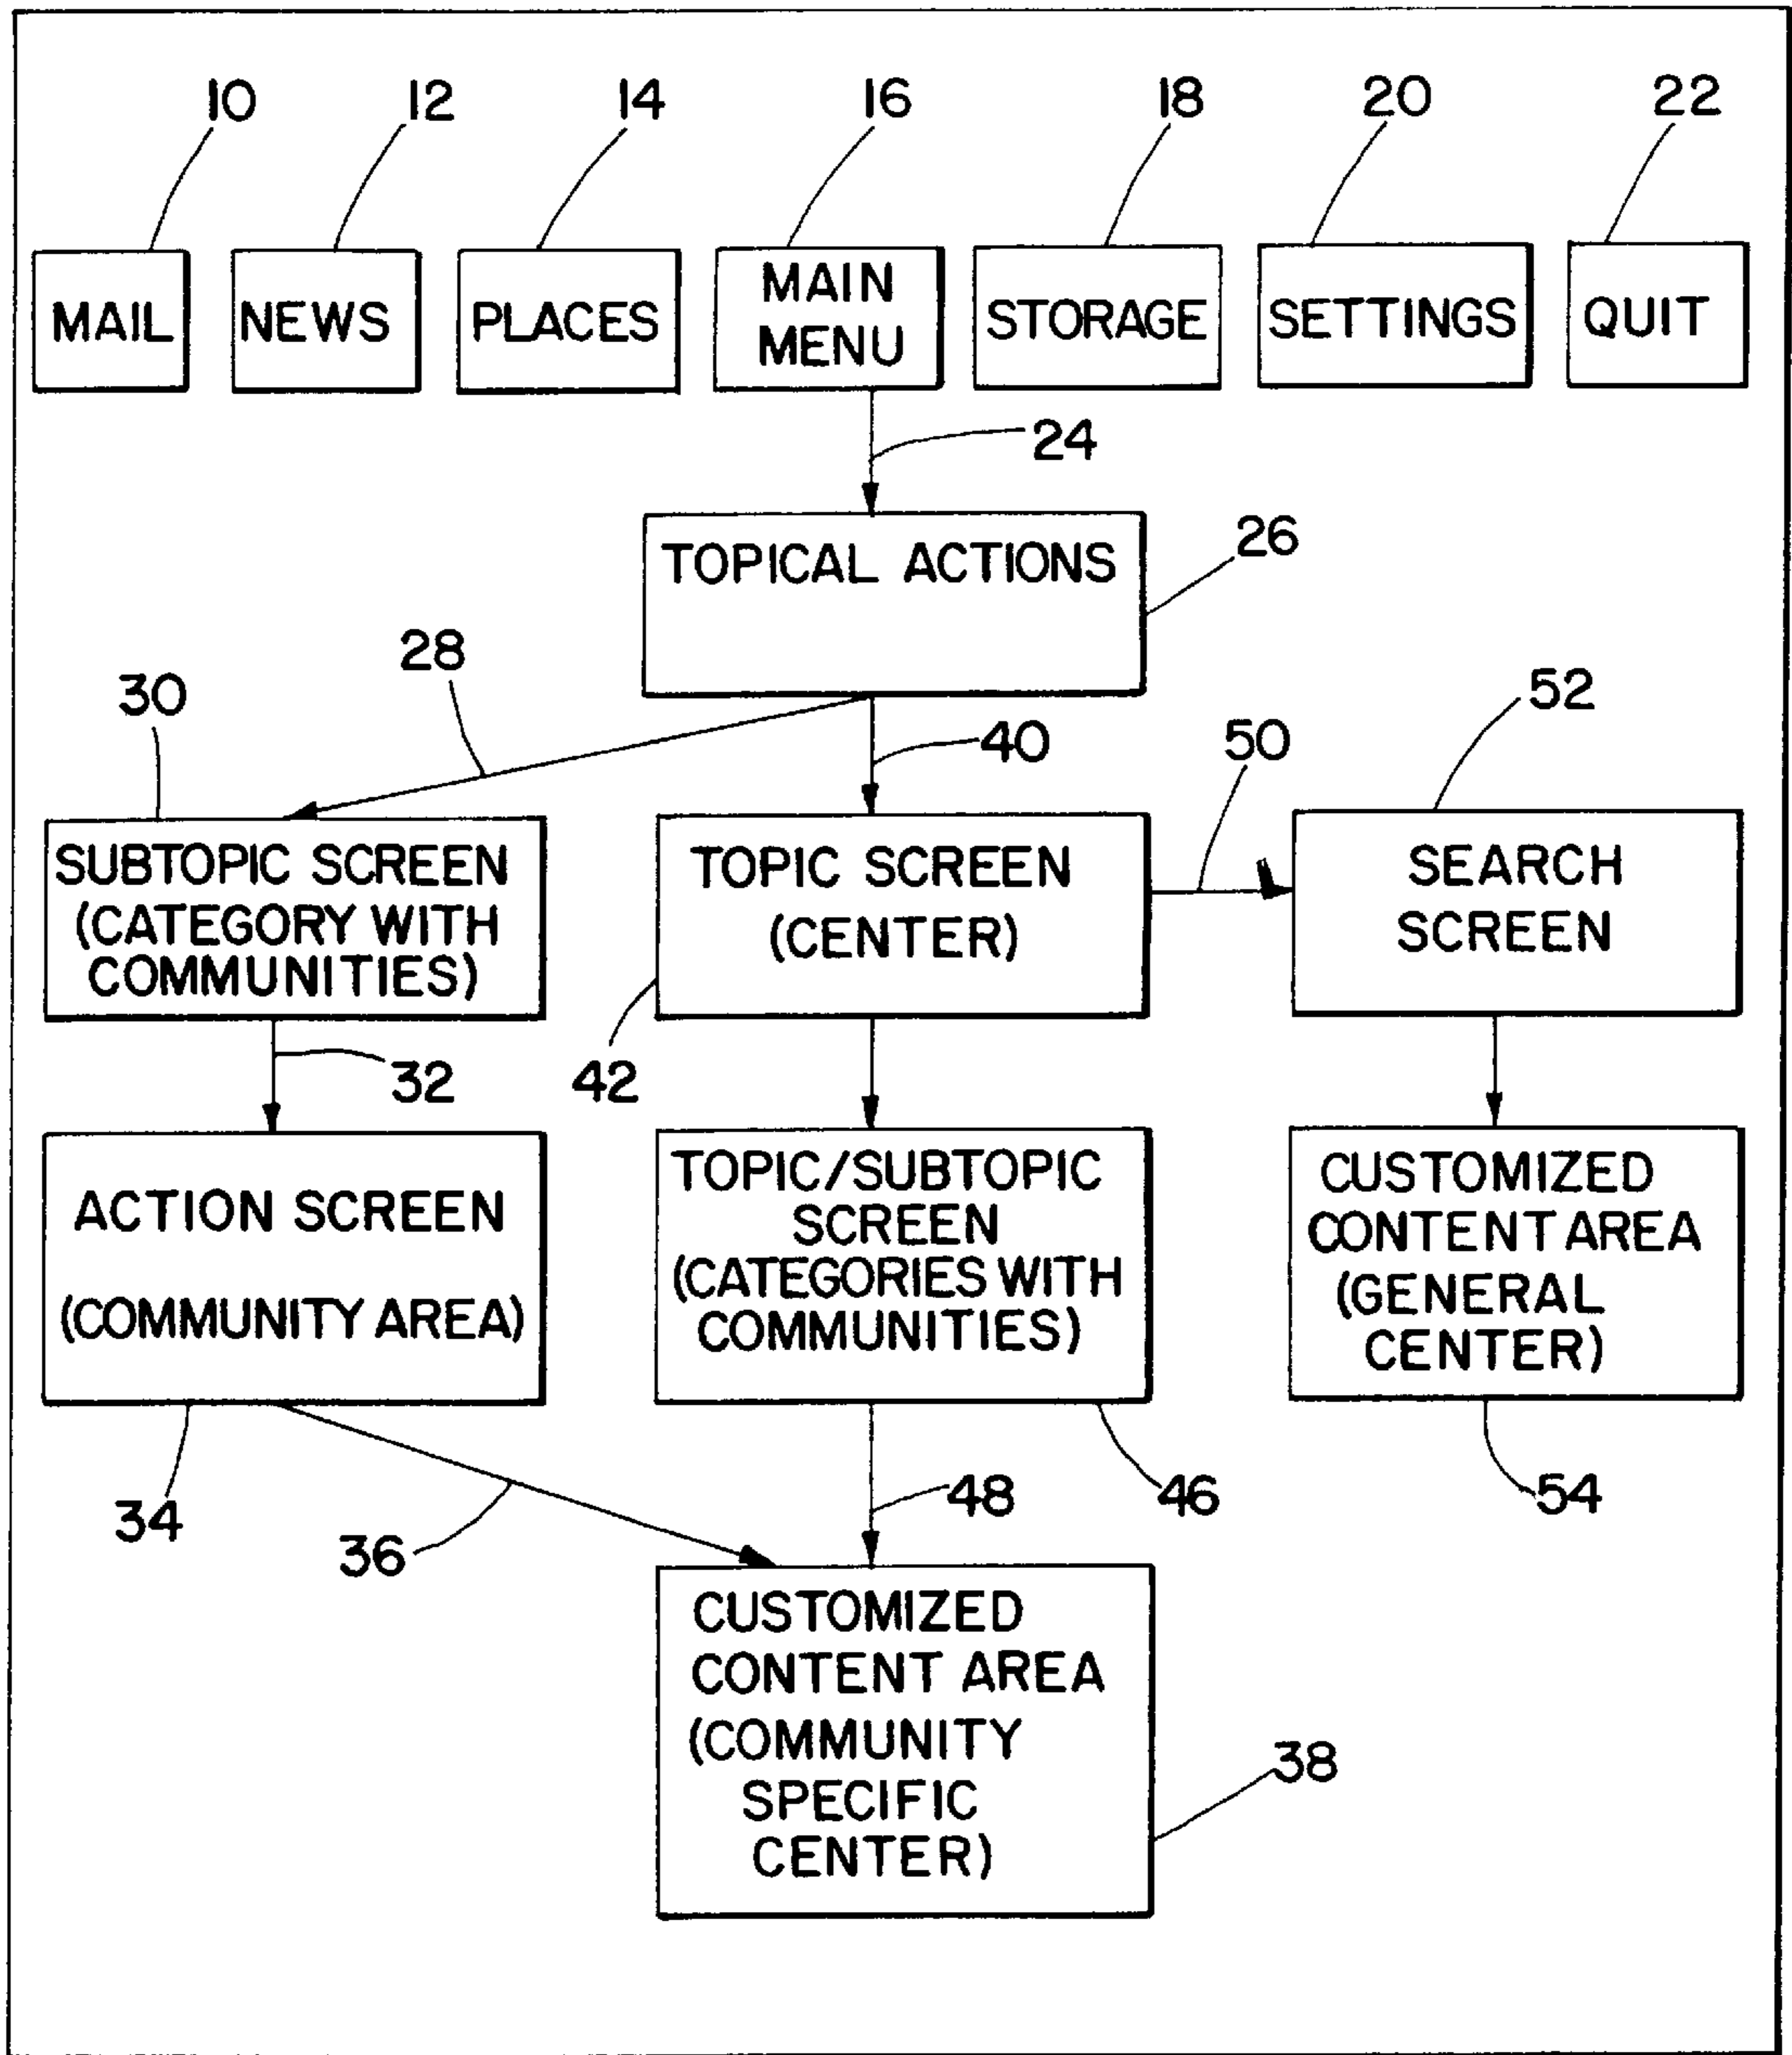 10 12 14 16 18 20 22
MAIL NEWS PLACES MAIN MENU STORAGE SETTINGS QUIT
24
TOPICAL ACTIONS
26
28
30
40
50
52
SUBTOPIC SCREEN
(CATEGORY WITH
COMMUNITIES)
TOPIC SCREEN
(CENTER)
SEARCH
SCREEN
32
42
ACTION SCREEN
(COMMUNITY AREA)
TOPIC/SUBTOPIC
SCREEN
(CATEGORIES WITH
COMMUNITIES)
CUSTOMIZED
CONTENT AREA
(GENERAL
CENTER)
34
36
48
46
54
CUSTOMIZED
CONTENT AREA
(COMMUNITY
SPECIFIC
CENTER)
38